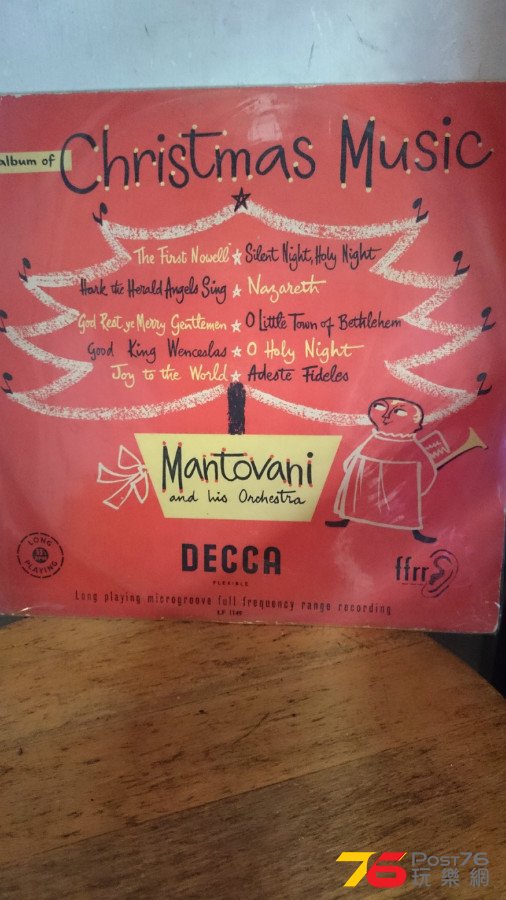 album of Christmas Music
The First Nowell ★ Silent Night, Holy Night
Hark the Herald Angels Sing ★ Nazareth
God Rest ye Merry Gentlemen ★ O Little Town of Bethlehem
Good King Wenceslas ★ O Holy Night
Joy to the World ★ Adeste Fideles
Mantovani
and his Orchestra
LONG
PLAYING
DECCA
ffrr
FLEXIBLE
Long playing microgroove full frequency range recording
LF 1149
76 POST76
玩樂網